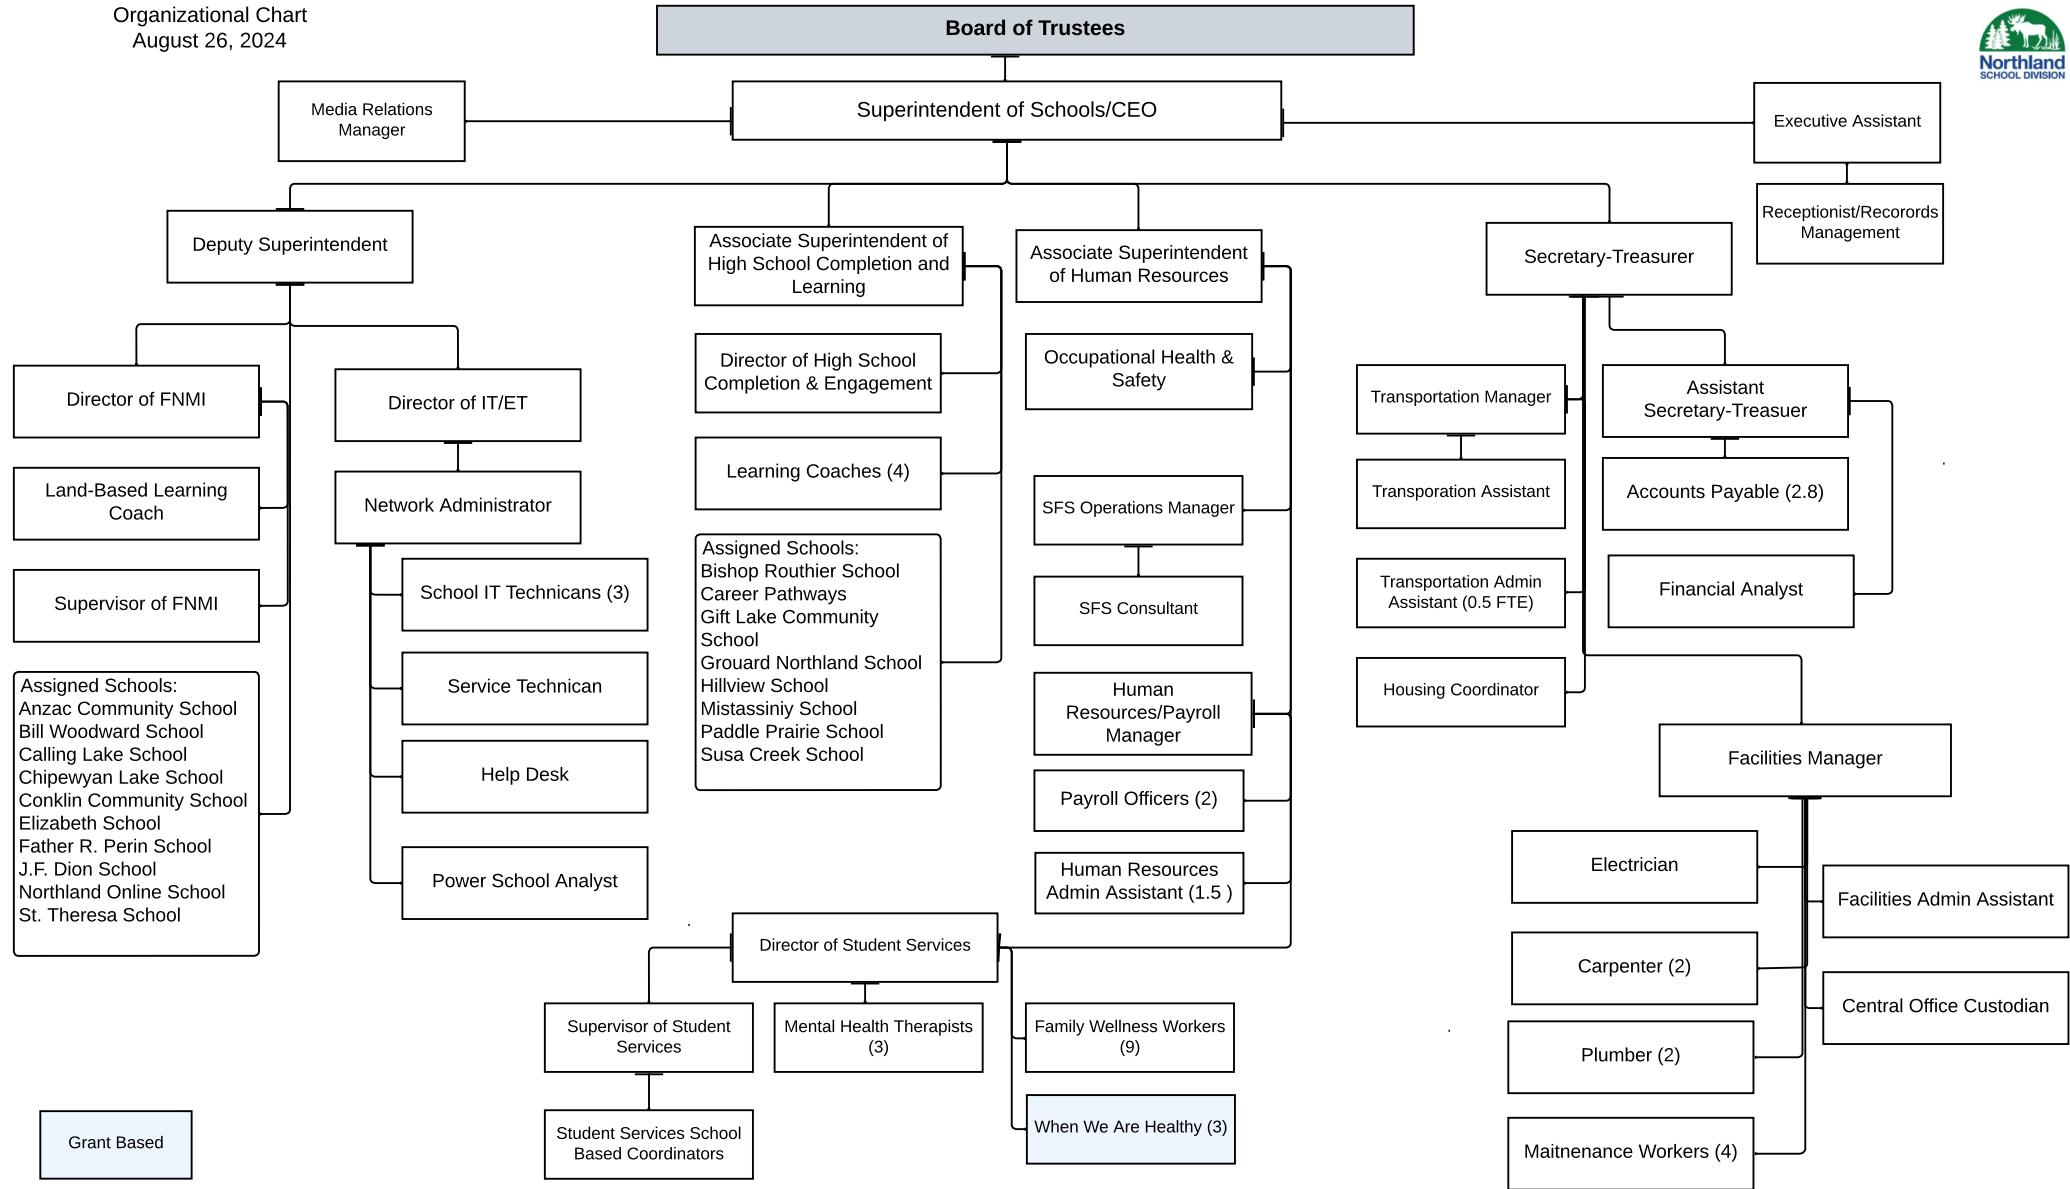 Organizational Chart
August 26, 2024
Board of Trustees
Northland
SCHOOL DIVISION
Media Relations
Manager
Superintendent of Schools/CEO
Executive Assistant
Receptionist/Recorords
Management
Deputy Superintendent
Associate Superintendent of
High School Completion and
Learning
Associate Superintendent
of Human Resources
Secretary-Treasurer
Director of FNMI
Land-Based Learning
Coach
Supervisor of FNMI
Assigned Schools:
Anzac Community School
Bill Woodward School
Calling Lake School
Chipewyan Lake School
Conklin Community School
Elizabeth School
Father R. Perin School
J.F. Dion School
Northland Online School
St. Theresa School
Director of IT/ET
Network Administrator
School IT Technicans (3)
Service Technican
Help Desk
Power School Analyst
Director of High School
Completion & Engagement
Learning Coaches (4)
Assigned Schools:
Bishop Routhier School
Career Pathways
Gift Lake Community
School
Grouard Northland School
Hillview School
Mistassiniy School
Paddle Prairie School
Susa Creek School
Occupational Health &
Safety
SFS Operations Manager
SFS Consultant
Human
Resources/Payroll
Manager
Payroll Officers (2)
Human Resources
Admin Assistant (1.5 )
Director of Student Services
Supervisor of Student
Services
Mental Health Therapists
(3)
Family Wellness Workers
(9)
Student Services School
Based Coordinators
When We Are Healthy (3)
Transportation Manager
Transporation Assistant
Transportation Admin
Assistant (0.5 FTE)
Housing Coordinator
Assistant
Secretary-Treasuer
Accounts Payable (2.8)
Financial Analyst
Facilities Manager
Electrician
Facilities Admin Assistant
Carpenter (2)
Central Office Custodian
Plumber (2)
Maitnenance Workers (4)
Grant Based